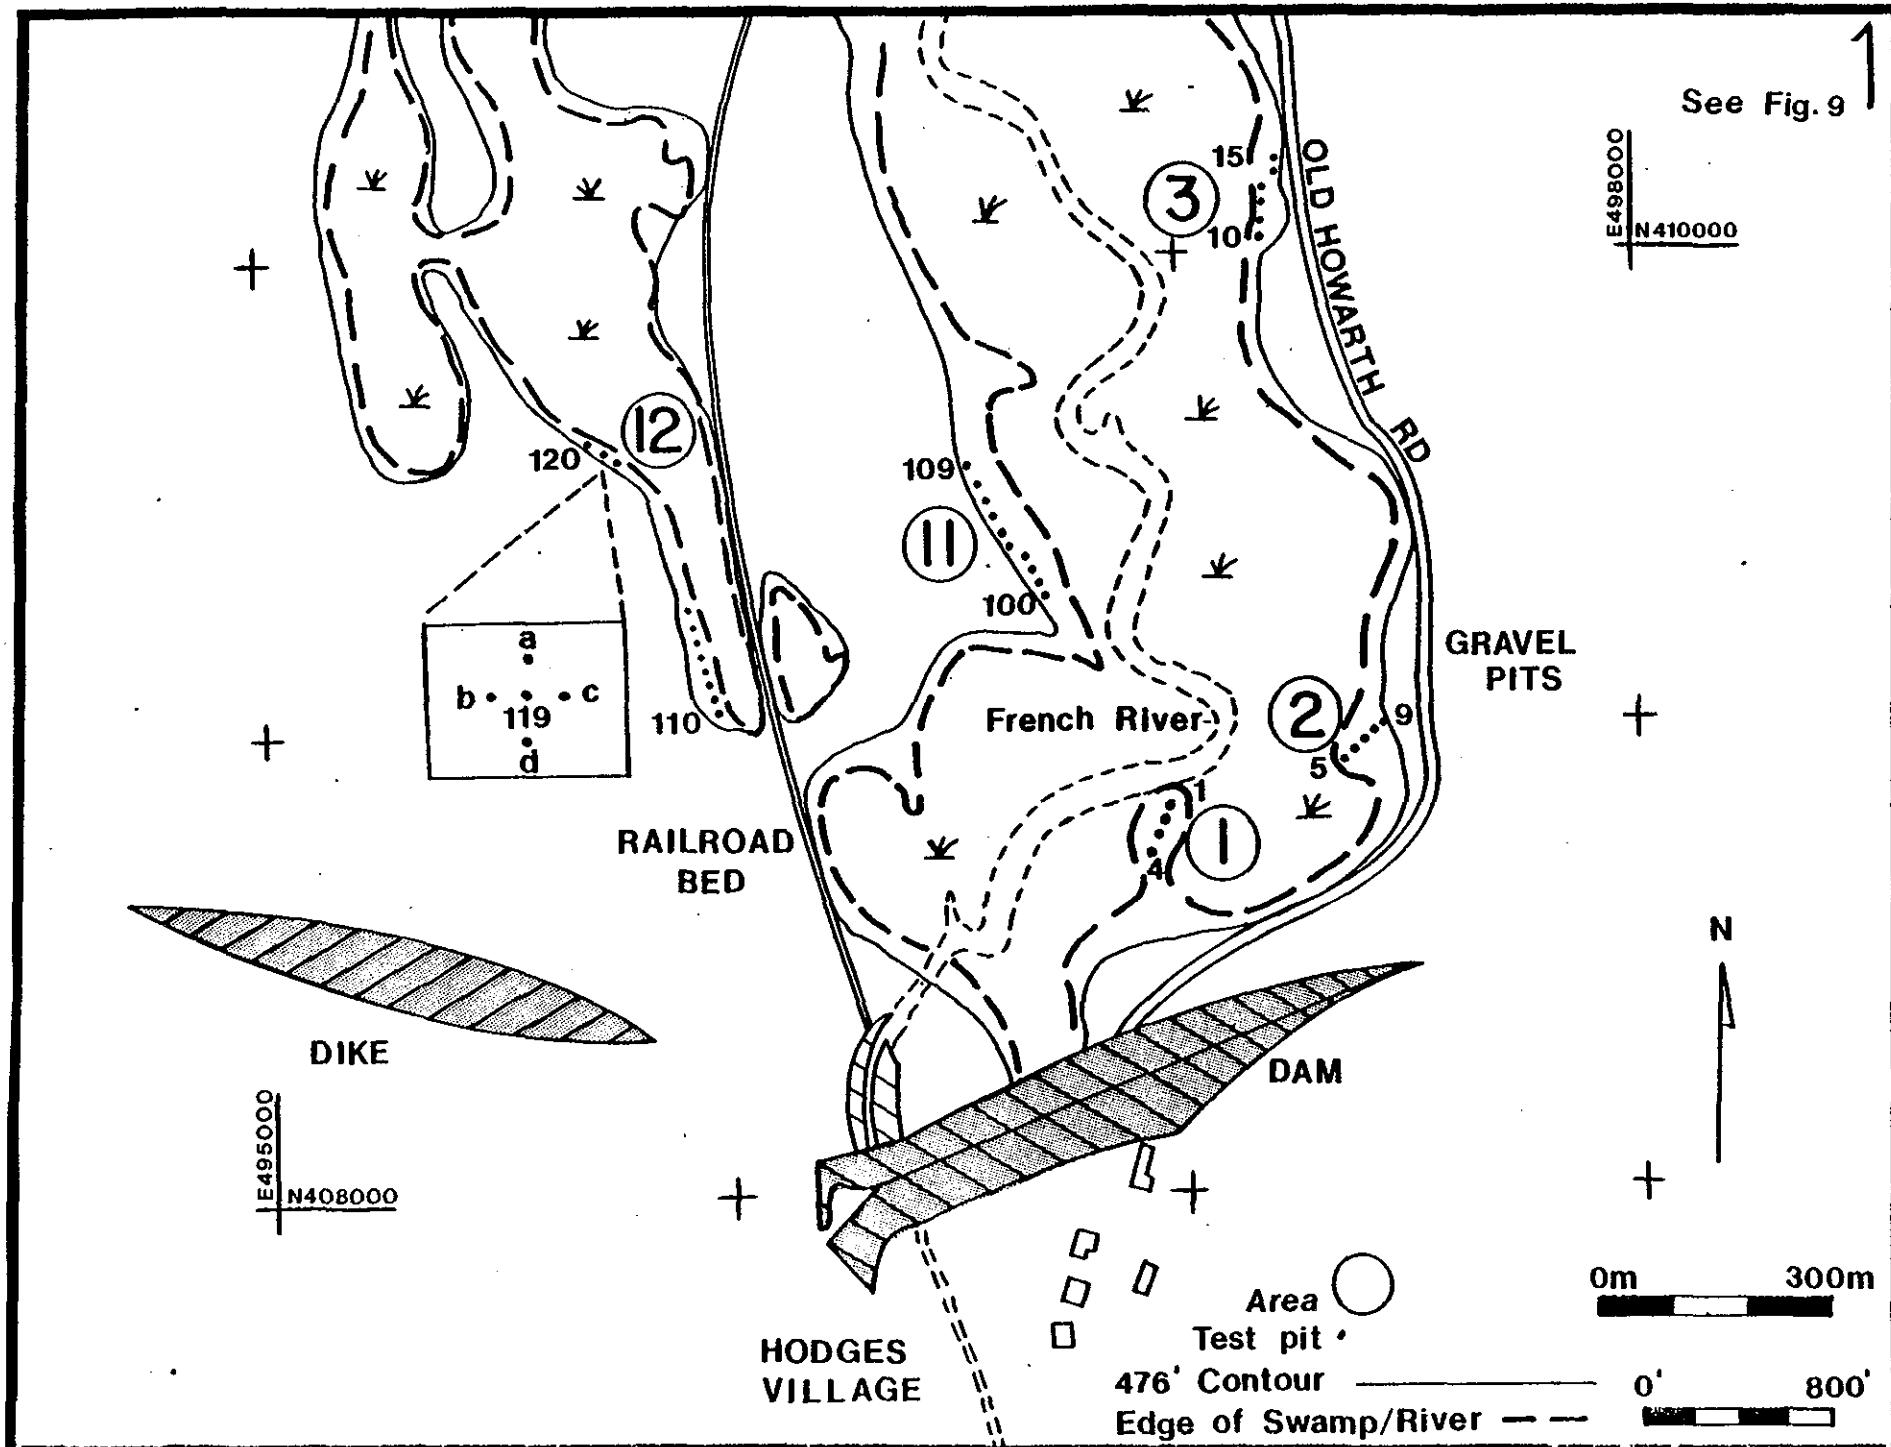 See Fig. 9
E498000
N410000
15
3
10
OLD HOWARTH RD
12
120
109
11
100
a
b
c
119
d
110
GRAVEL
PITS
French River
2
9
5
1
1
4
RAILROAD
BED
N
DIKE
DAM
E495000
N408000
HODGES
VILLAGE
Area
Test pit
476' Contour
Edge of Swamp/River
0m 300m
0' 800'